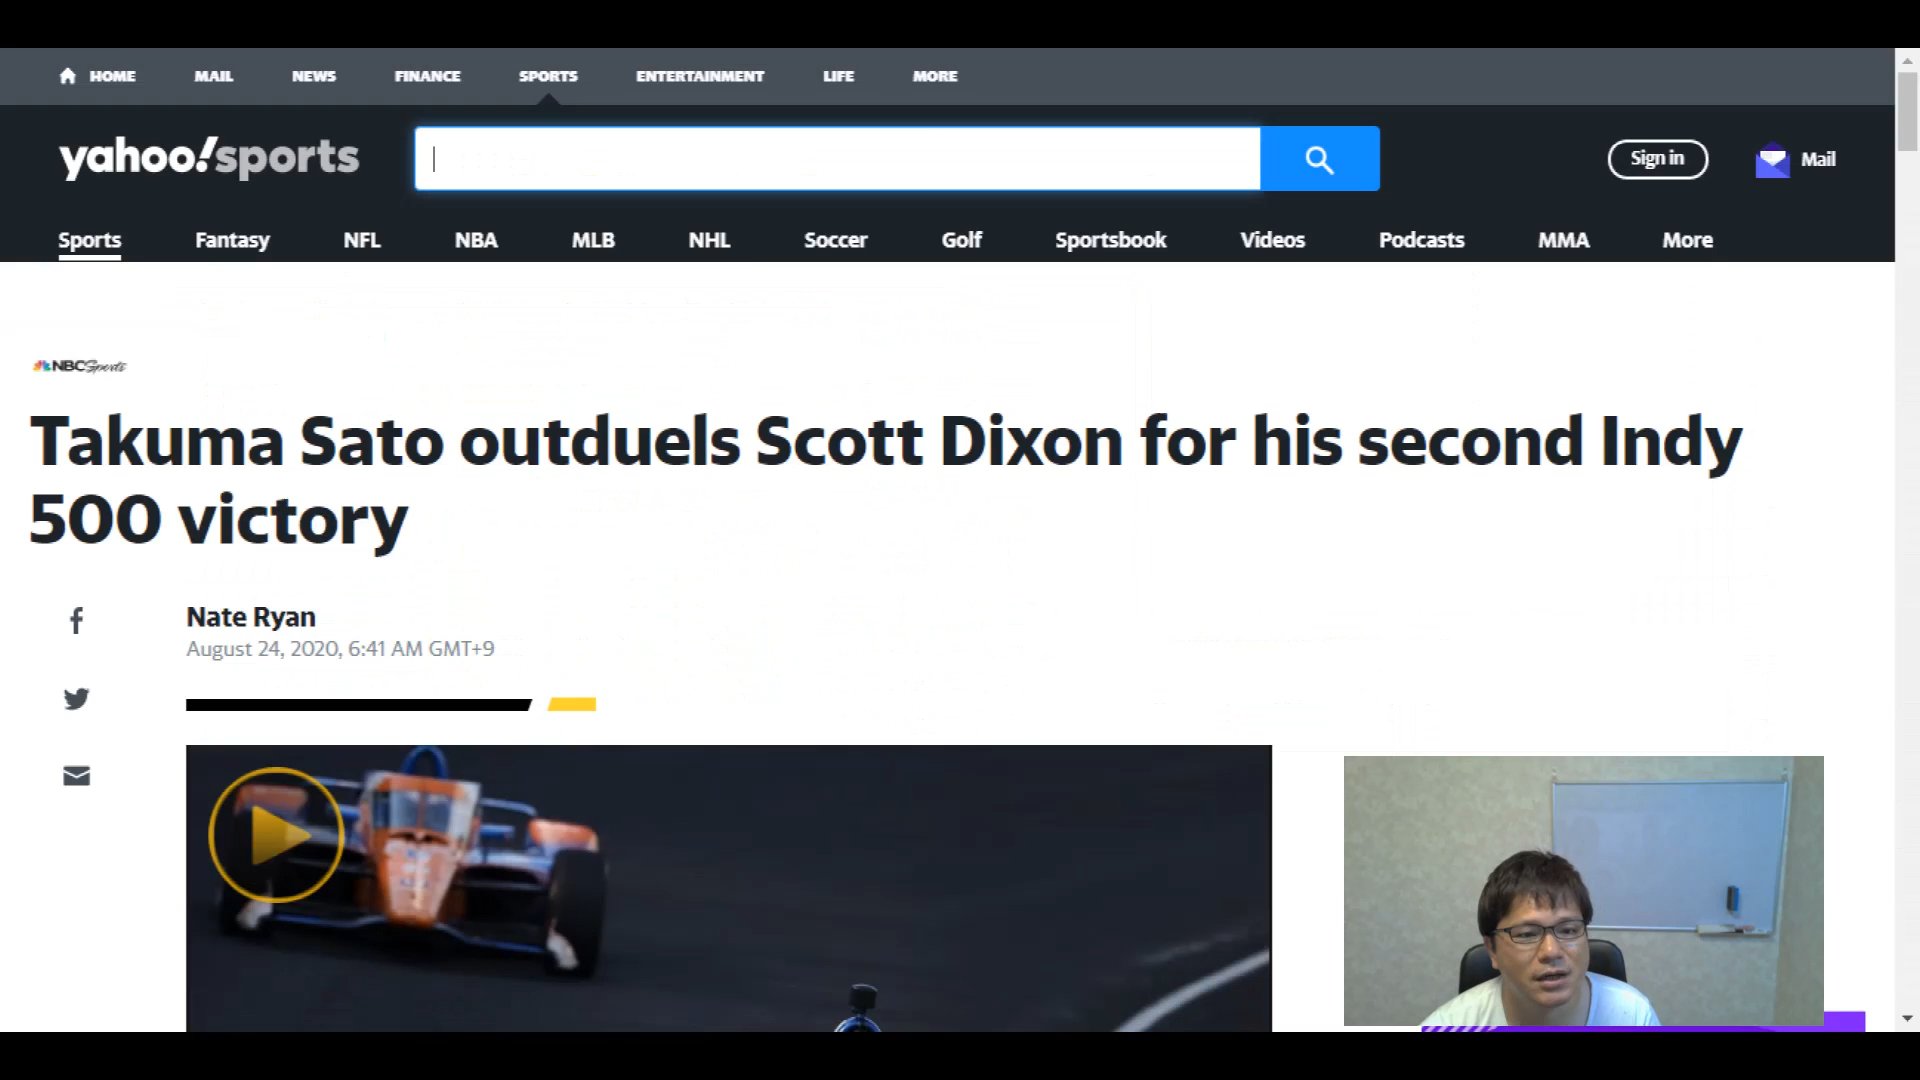 HOME MAIL NEWS FINANCE SPORTS ENTERTAINMENT LIFE MORE
yahoo!sports
Sign in
Mail
Sports Fantasy NFL NBA MLB NHL Soccer Golf Sportsbook Videos Podcasts MMA More
NBC Sports
Takuma Sato outduels Scott Dixon for his second Indy
500 victory
Nate Ryan
August 24, 2020, 6:41 AM GMT+9